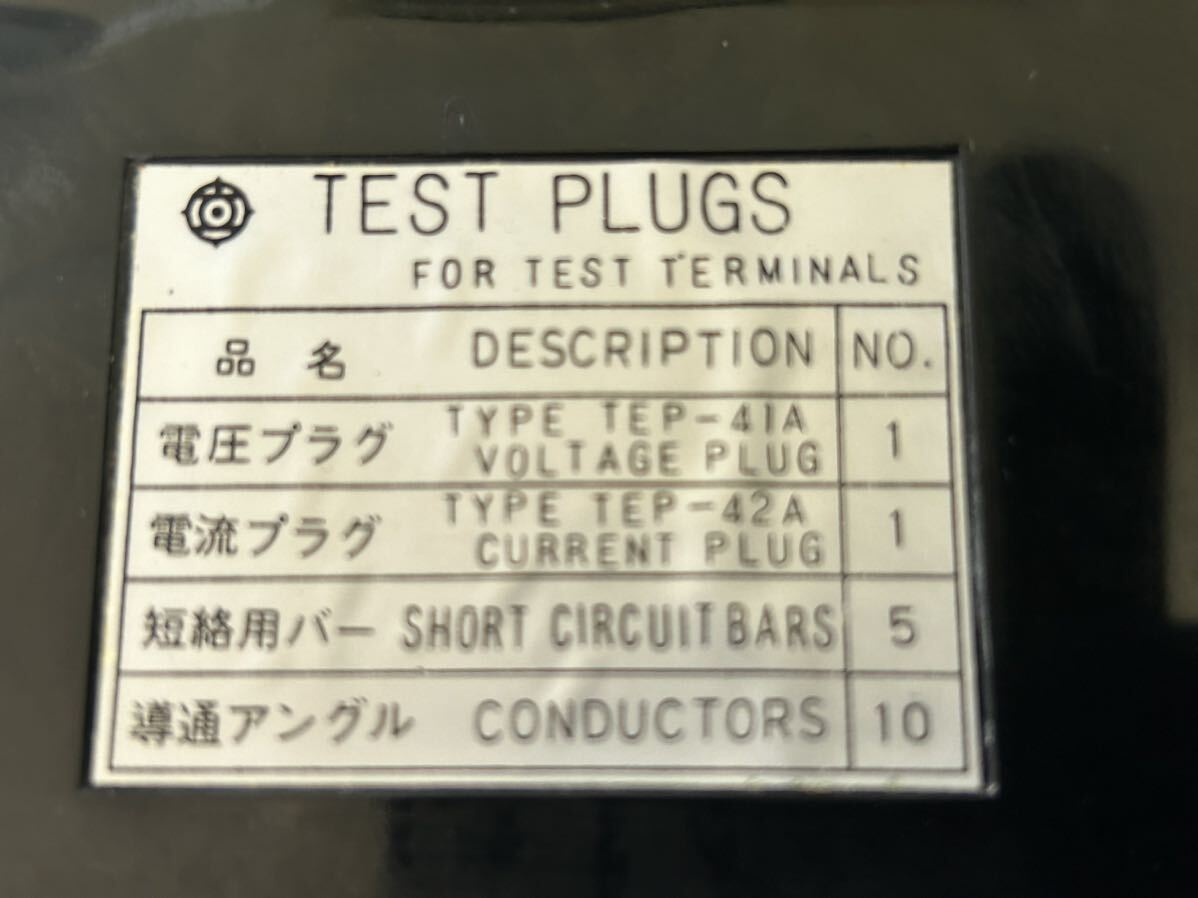 TEST PLUGS
FOR TEST TERMINALS
品名 DESCRIPTION NO.
電圧プラグ TYPE TEP-41A VOLTAGE PLUG 1
電流プラグ TYPE TEP-42A CURRENT PLUG 1
短絡用バー SHORT CIRCUIT BARS 5
導通アングル CONDUCTORS 10